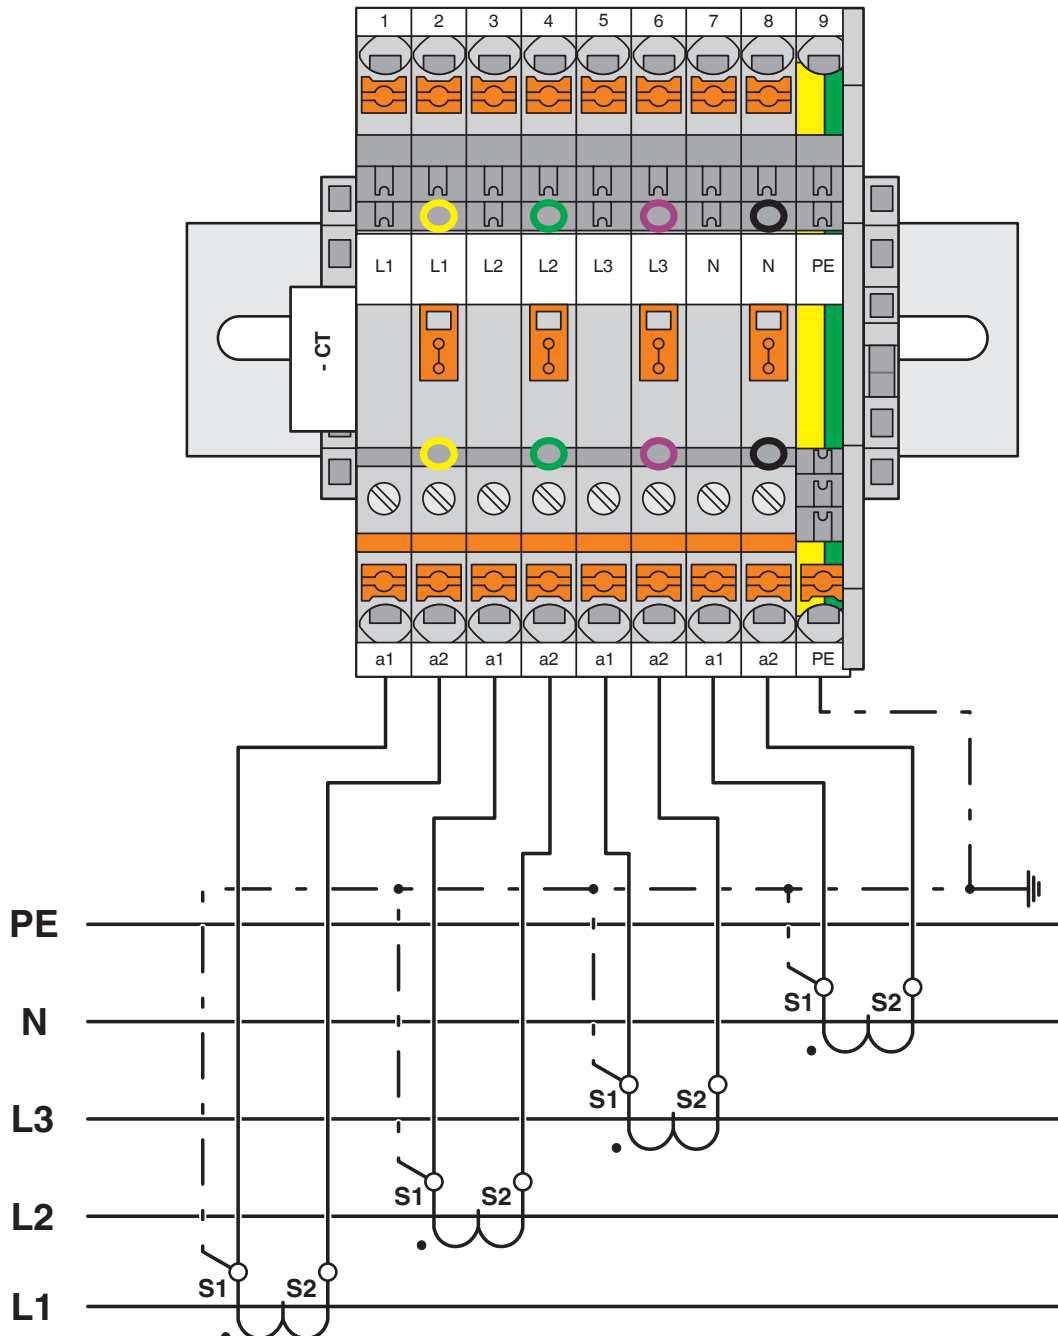 1 2 3 4 5 6 7 8 9
L1 L1 L2 L2 L3 L3 N N PE
- CT
a1 a2 a1 a2 a1 a2 a1 a2 PE
PE
S1 S2
N
S1 S2
L3
S1 S2
L2
S1 S2
L1